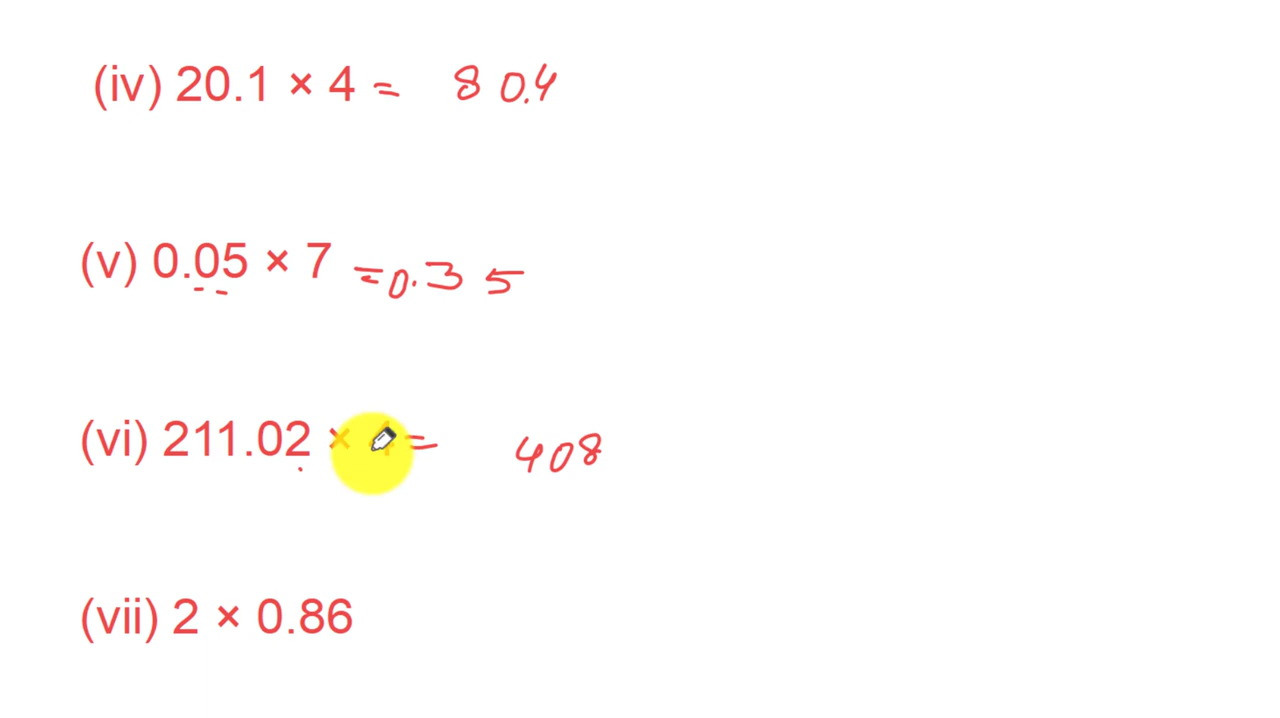 (iv) 20.1 × 4 = 80.4
(v) 0.05 × 7 = 0.35
(vi) 211.02 × 4 = 408
(vii) 2 × 0.86